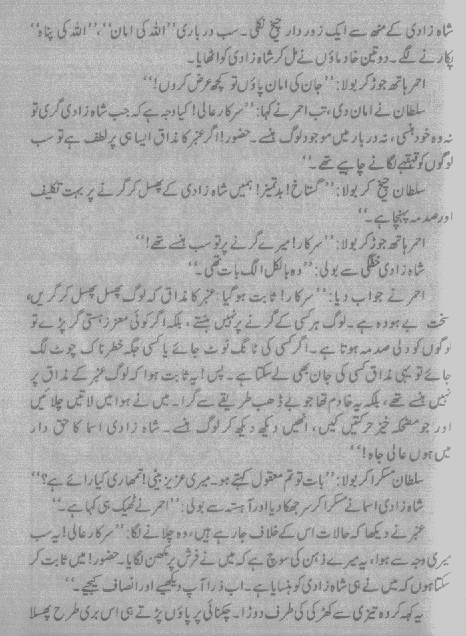 شاہ زادی کے منھ سے ایک زور دار چیخ نکلی۔ سب درباری ’’اللہ کی امان‘‘، ’’اللہ کی پناہ‘‘
پکارنے لگے۔ دو تین خادماؤں نے مل کر شاہ زادی کو اٹھایا۔
احمر ہاتھ جوڑ کر بولا: ’’جان کی امان پاؤں تو کچھ عرض کروں!‘‘
سلطان نے امان دی، تب احمر نے کہا: ’’سرکار عالی! کیا وجہ ہے کہ جب شاہ زادی گری تو
نہ وہ خود ہنسی، نہ دربار میں موجود لوگ ہنسے۔ حضور! اگر عنبر کا مذاق ایسا ہی پر لطف ہے تو سب
لوگوں کو قہقہے لگانے چاہیے تھے۔‘‘
سلطان چیخ کر بولا: ’’گستاخ! بدتمیز! ہمیں شاہ زادی کے پھسل کر گرنے پر بہت تکلیف
اور صدمہ پہنچا ہے۔‘‘
احمر ہاتھ جوڑ کر بولا: ’’سرکار! میرے گرنے پر تو سب ہنسے تھے!‘‘
شاہ زادی خفگی سے بولی: ’’وہ بالکل الگ بات تھی۔‘‘
احمر نے جواب دیا: ’’سرکار! ثابت ہو گیا: عنبر کا مذاق کہ لوگ پھسل پھسل کر گریں،
سخت بے ہودہ ہے۔ لوگ ہر کسی کے گرنے پر نہیں ہنستے، بلکہ اگر کوئی معزز ہستی گر پڑے تو
لوگوں کو دلی صدمہ ہوتا ہے۔ اگر کسی کی ٹانگ ٹوٹ جائے یا کسی جگہ خطرناک چوٹ لگ
جائے تو یہی مذاق کسی کی جان بھی لے سکتا ہے۔ پس! یہ ثابت ہوا کہ لوگ عنبر کے مذاق پر
نہیں ہنسے تھے، بلکہ یہ خادم تھا جو بے ڈھب طریقے سے گرا۔ میں نے ہوا میں لاتیں چلائیں
اور جو مضحکہ خیز حرکتیں کیں، انھیں دیکھ دیکھ کر لوگ ہنسے۔ شاہ زادی اسما کا حق دار
میں ہوں عالی جاہ!‘‘
سلطان مسکرا کر بولا: ’’بات تو تم معقول کہتے ہو۔ میری عزیز بیٹی! تمھاری کیا رائے ہے؟‘‘
شاہ زادی اسما نے مسکرا کر سر جھکا دیا اور آہستہ سے بولی: ’’احمر نے ٹھیک ہی کہا ہے۔‘‘
عنبر نے دیکھا کہ حالات اس کے خلاف جا رہے ہیں، وہ چلانے لگا: ’’سرکار عالی! یہ سب
میری وجہ سے ہوا، یہ میرے ذہن کی سوچ ہے کہ میں نے فرش پر مکھن لگایا۔ حضور! میں ثابت کر
سکتا ہوں کہ میں نے ہی شاہ زادی کو ہنسایا ہے۔ اب ذرا آپ دیکھیے اور انصاف کیجیے۔‘‘
یہ کہہ کر وہ تیزی سے کھڑکی کی طرف دوڑا۔ چکنائی پر پاؤں پڑتے ہی اس بری طرح پھسلا